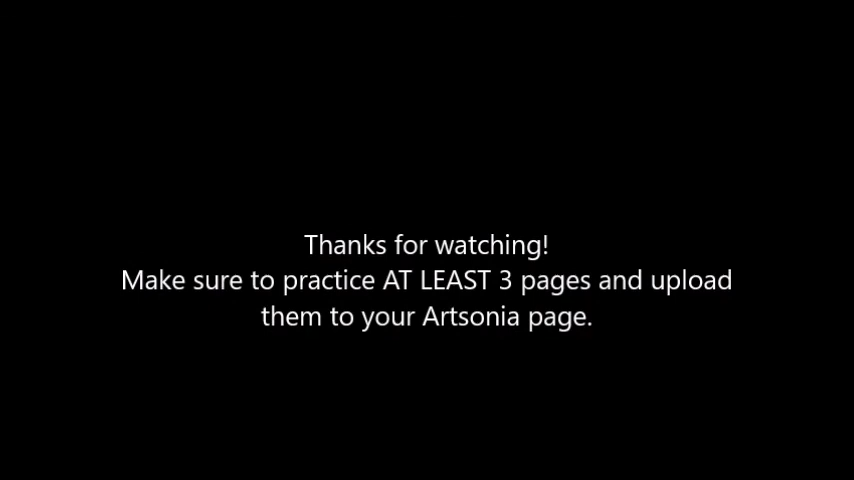 Thanks for watching!
Make sure to practice AT LEAST 3 pages and upload
them to your Artsonia page.